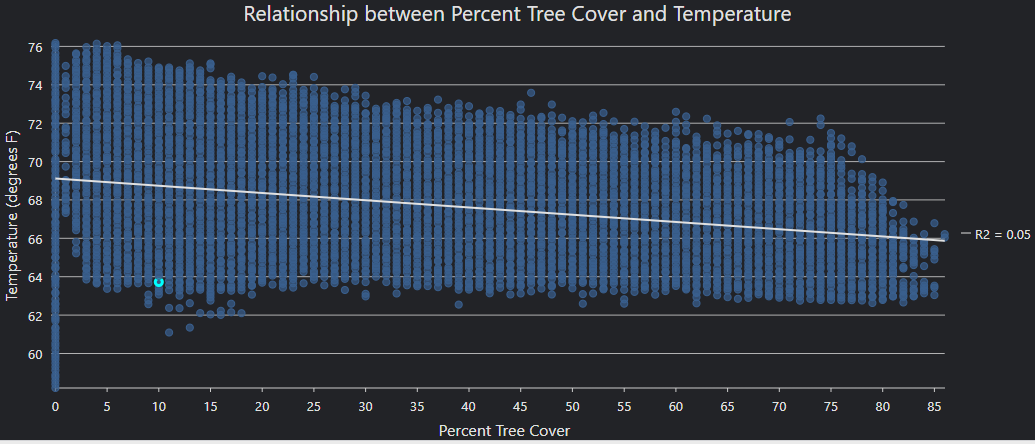 Relationship between Percent Tree Cover and Temperature
Temperature (degrees F)
76
74
72
70
68
66
64
62
60
R2 = 0.05
0 5 10 15 20 25 30 35 40 45 50 55 60 65 70 75 80 85
Percent Tree Cover